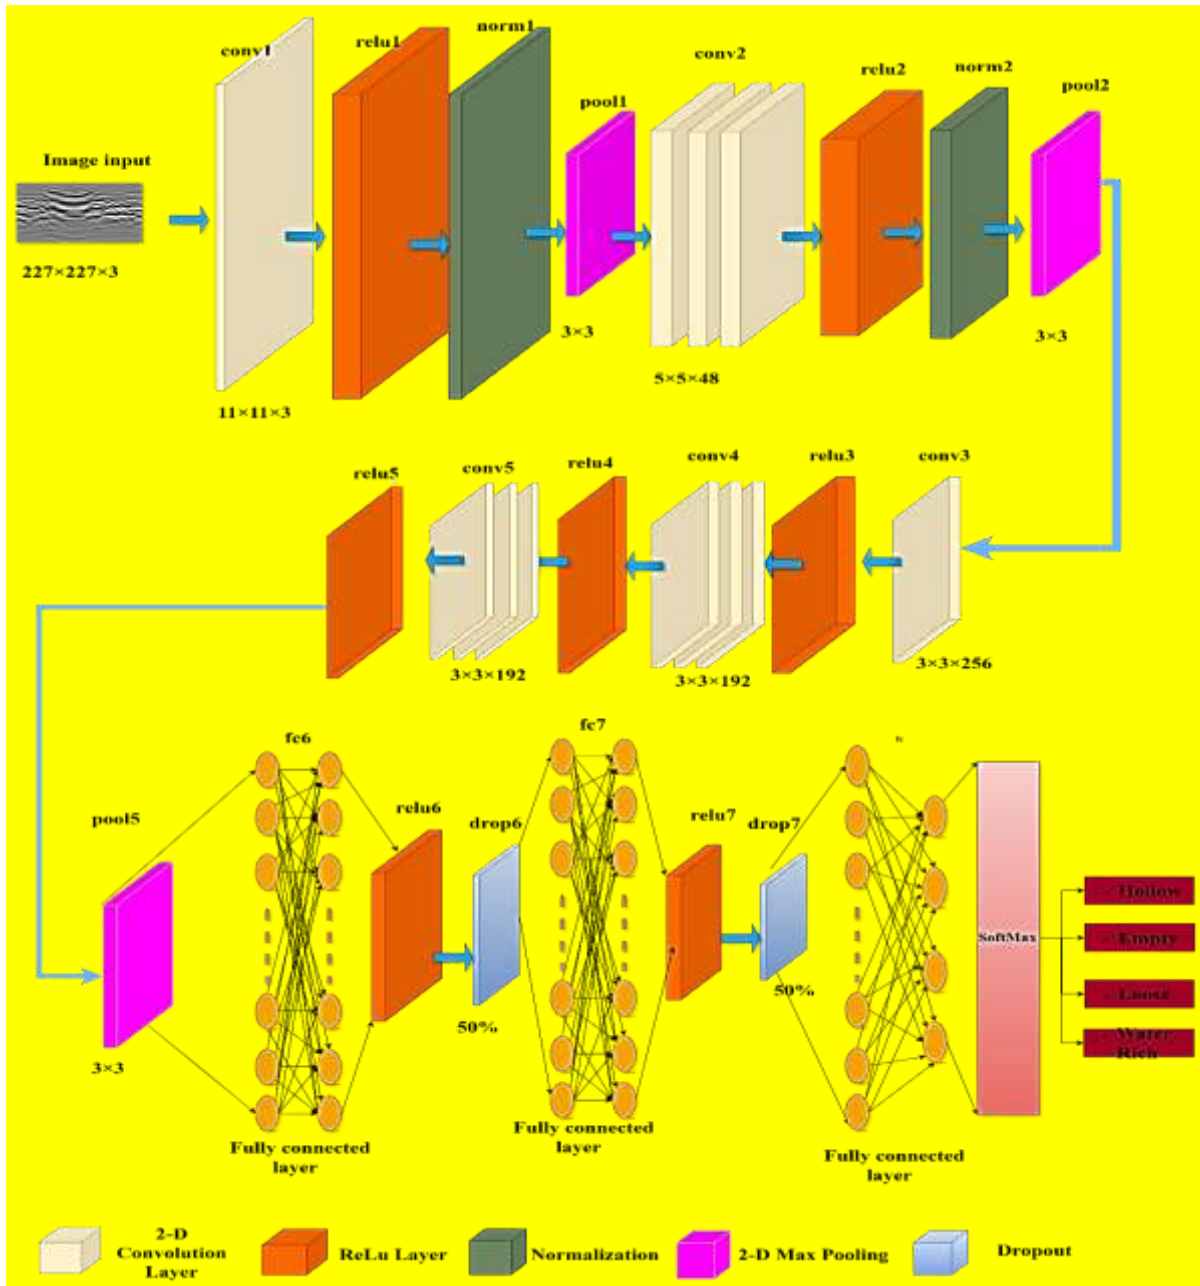 conv1
relu1
norm1
pool1
conv2
relu2
norm2
pool2
Image input
227×227×3
11×11×3
3×3
5×5×48
3×3
relu5
conv5
relu4
conv4
relu3
conv3
3×3×192
3×3×192
3×3×256
fc6
fc7
pool5
relu6
drop6
relu7
drop7
3×3
50%
50%
SoftMax
- Hollow
- Empty
- Loose
- Water
Rich
Fully connected
layer
Fully connected
layer
Fully connected
layer
2-D
Convolution
Layer
ReLu Layer
Normalization
2-D Max Pooling
Dropout